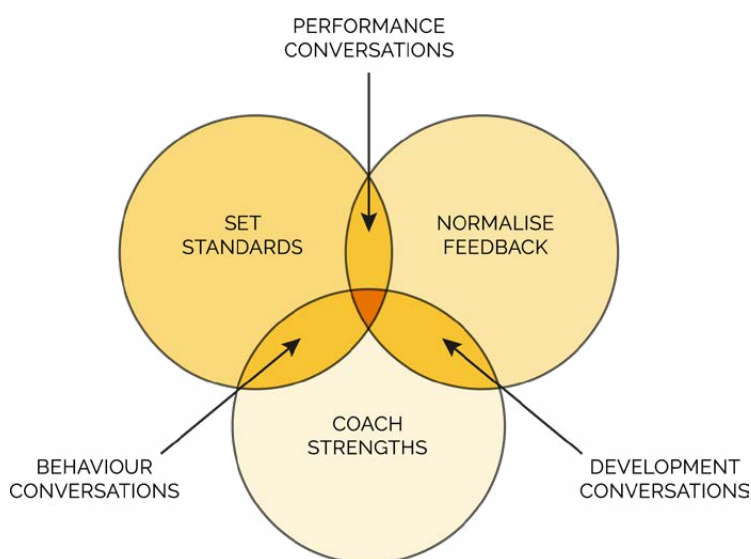 PERFORMANCE
CONVERSATIONS
SET
STANDARDS
NORMALISE
FEEDBACK
COACH
STRENGTHS
BEHAVIOUR
CONVERSATIONS
DEVELOPMENT
CONVERSATIONS